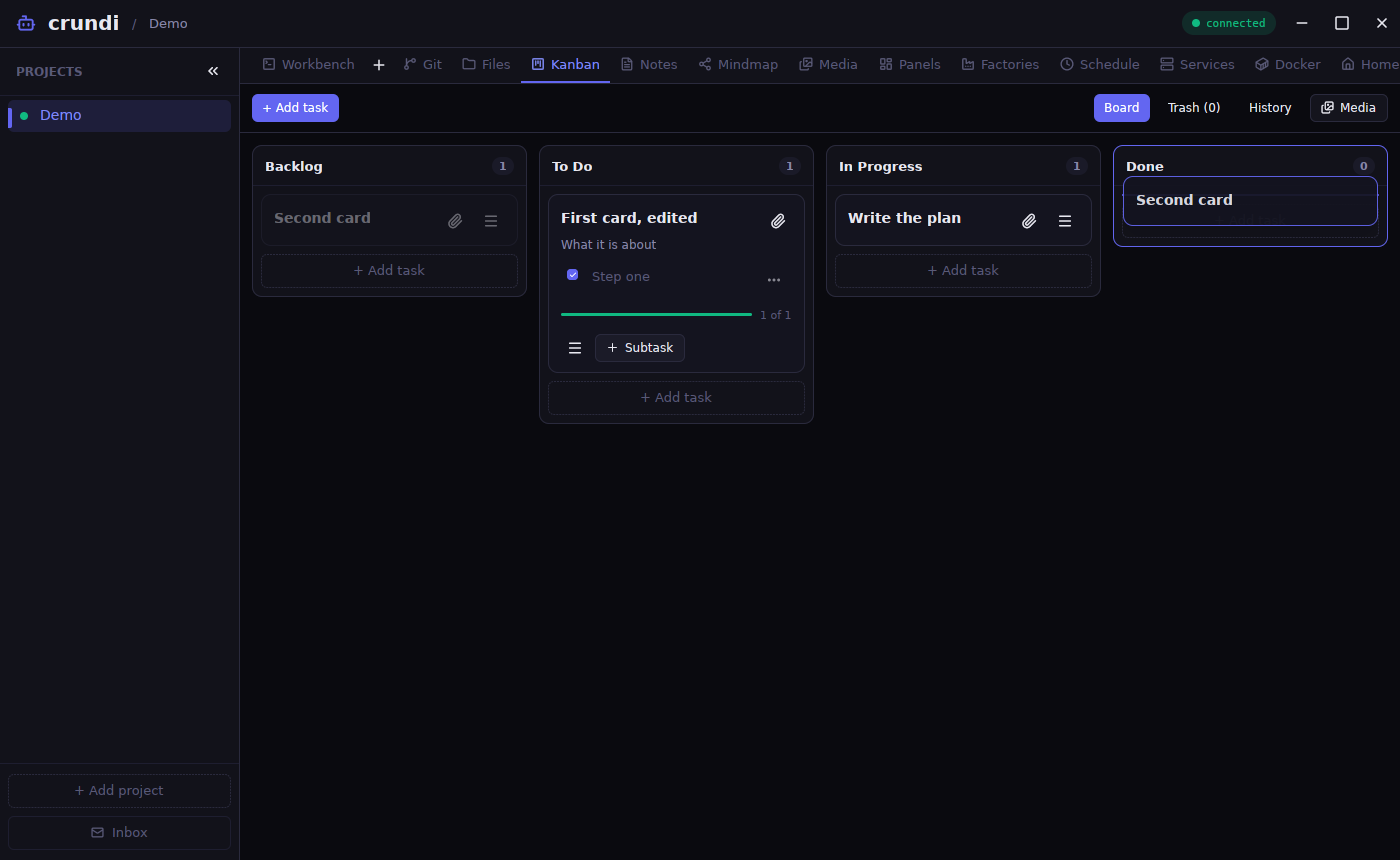 crundi / Demo
connected
PROJECTS
Demo
+ Add project
Inbox
Workbench + Git Files Kanban Notes Mindmap Media Panels Factories Schedule Services Docker Home
+ Add task
Board Trash (0) History Media
Backlog 1
Second card
+ Add task
To Do 1
First card, edited
What it is about
Step one
1 of 1
+ Subtask
+ Add task
In Progress 1
Write the plan
+ Add task
Done 0
Second card
+ Add task